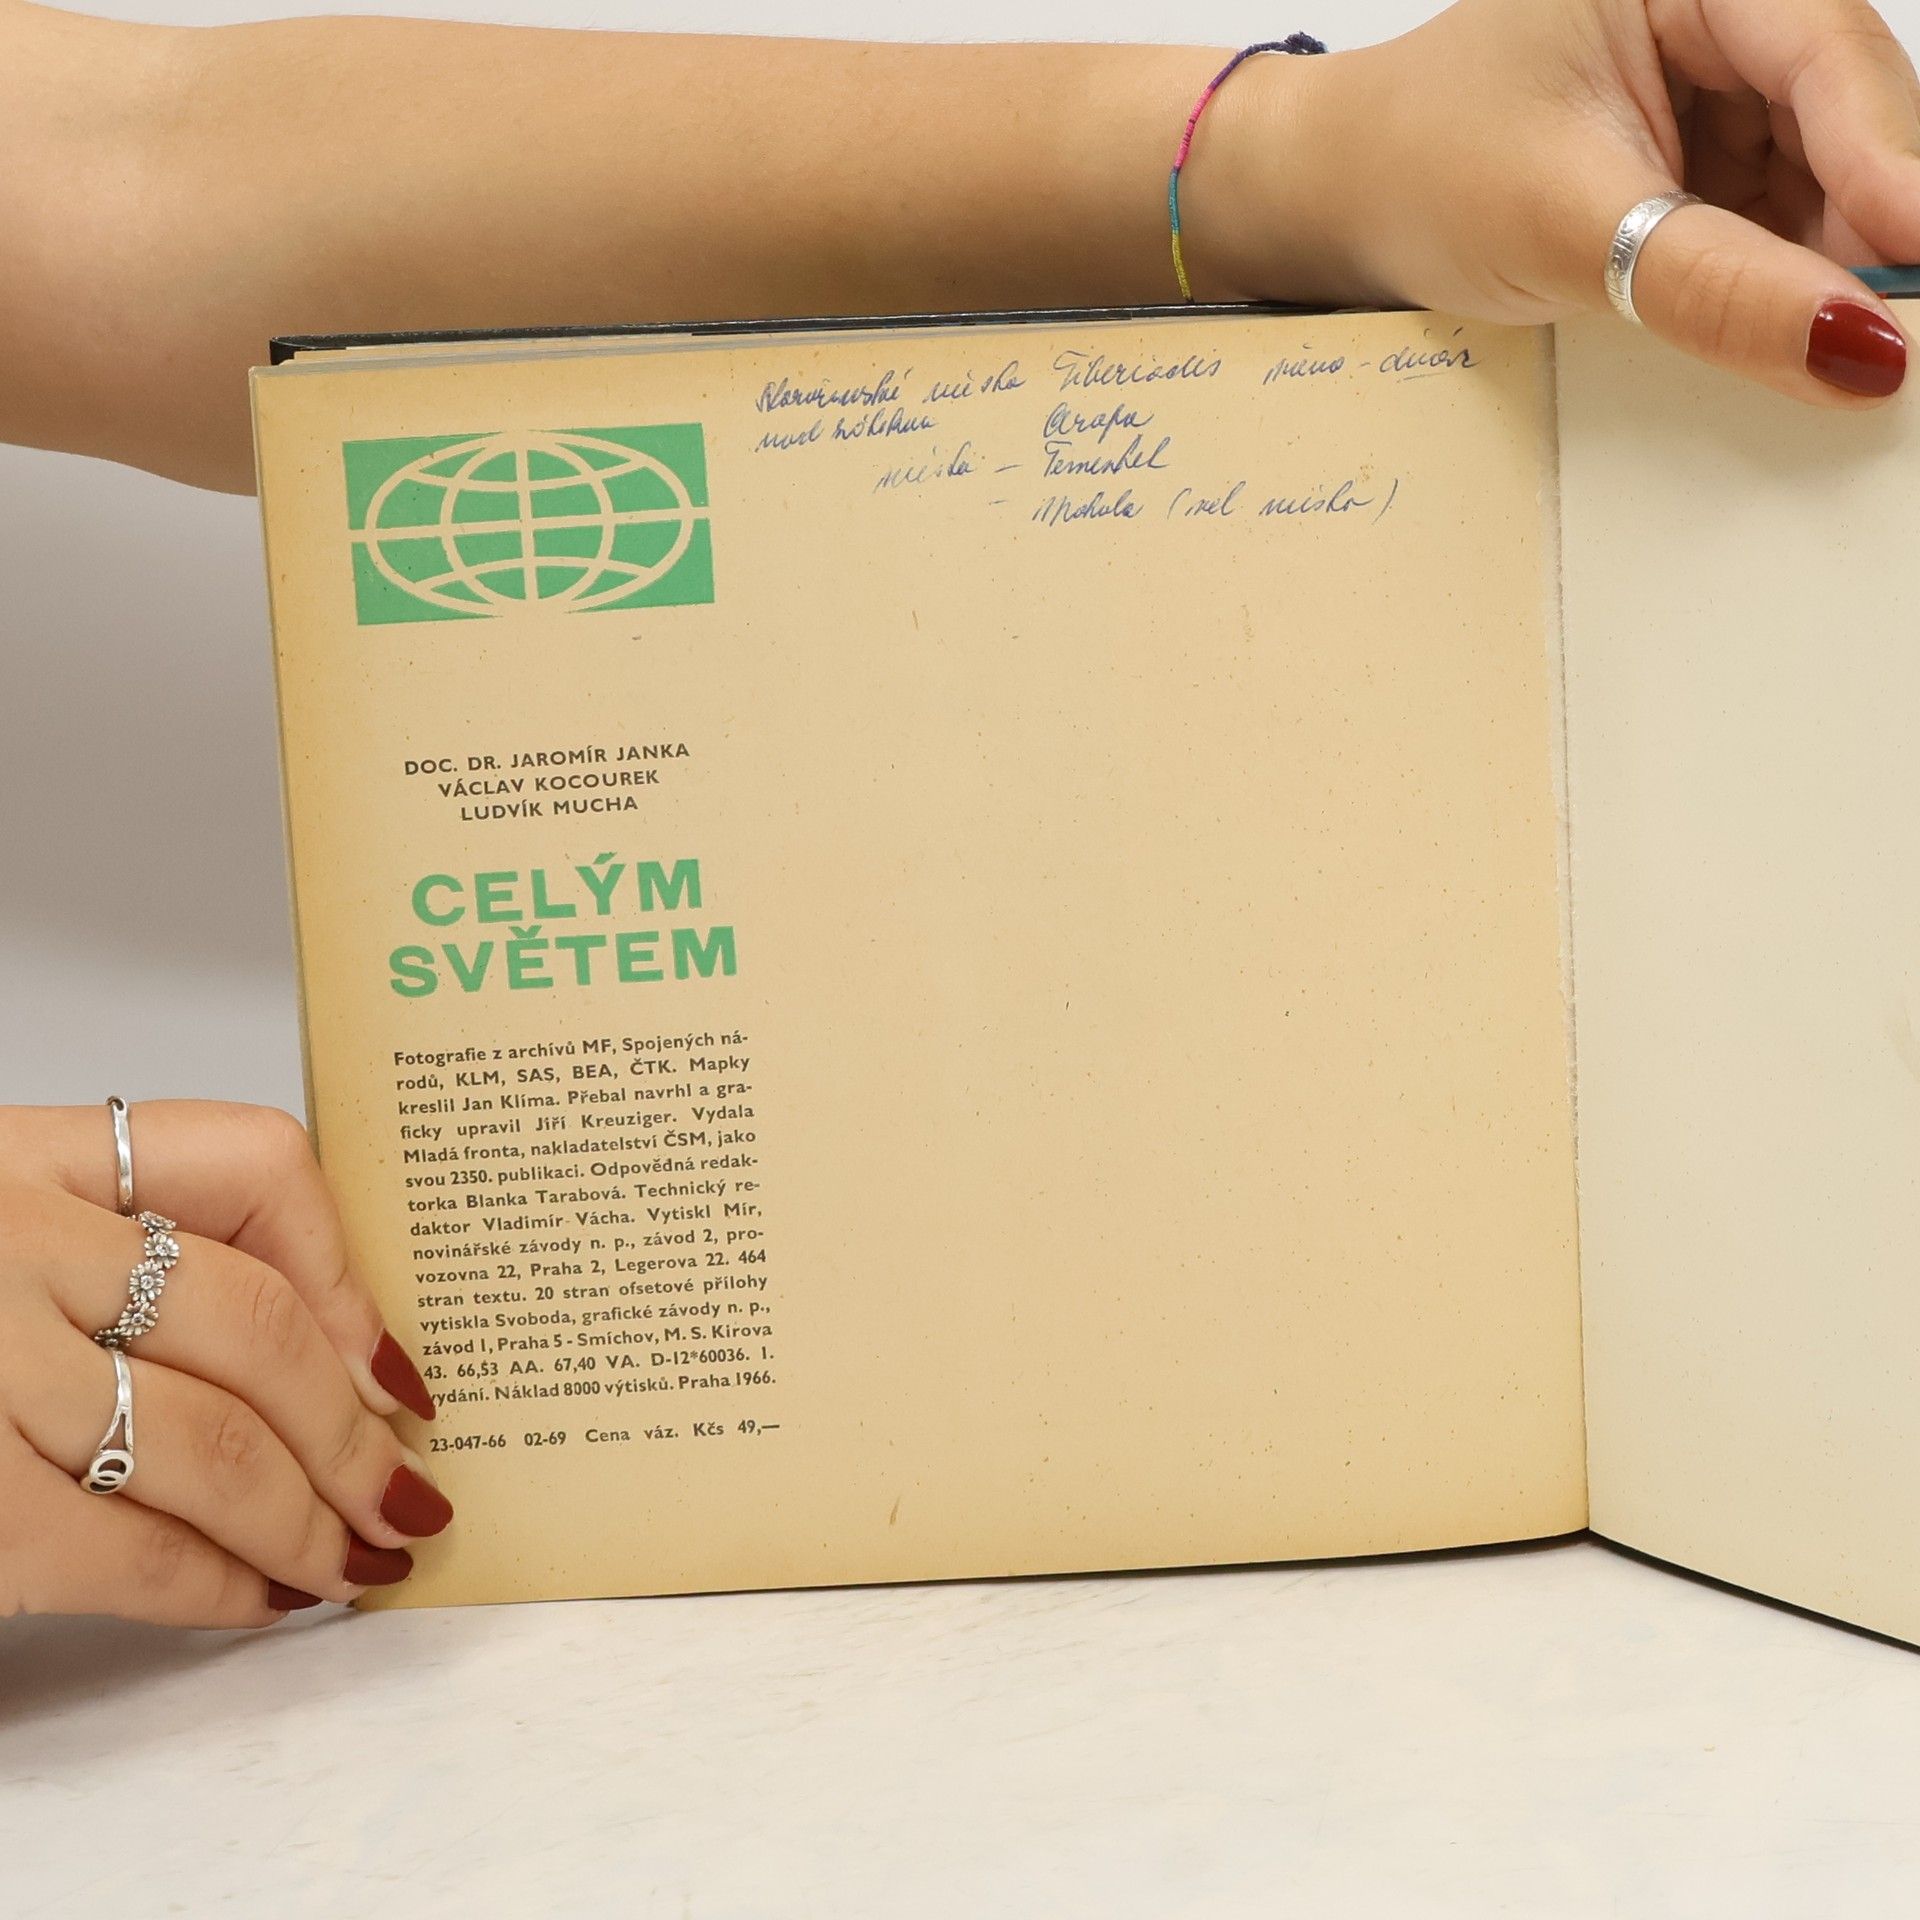 město Tiberiadis
Arafa
Mohola (
DOC. DR. JAROMÍR JANKA
VÁCLAV KOCOUREK
LUDVÍK MUCHA
CELÝM
SVĚTEM
Fotografie z archívů MF, Spojených ná-
rodů, KLM, SAS, BEA, ČTK. Mapky
kreslil Jan Klíma. Přebal navrhl a gra-
ficky upravil Jiří Kreuziger. Vydala
Mladá fronta, nakladatelství ČSM, jako
svou 2350. publikaci. Odpovědná redak-
torka Blanka Tarabová. Technický re-
daktor Vladimír Vácha. Vytiskl Mír,
novinářské závody n. p., závod 2, pro-
vozovna 22, Praha 2, Legerova 22. 464
stran textu. 20 stran ofsetové přílohy
vytiskla Svoboda, grafické závody n. p.,
závod 1, Praha 5 - Smíchov, M. S. Kirova
43. 66,53 AA. 67,40 VA. D-12*60036. 1.
vydání. Náklad 8000 výtisků. Praha 1966.
23-047-66 02-69 Cena váz. Kčs 49,—